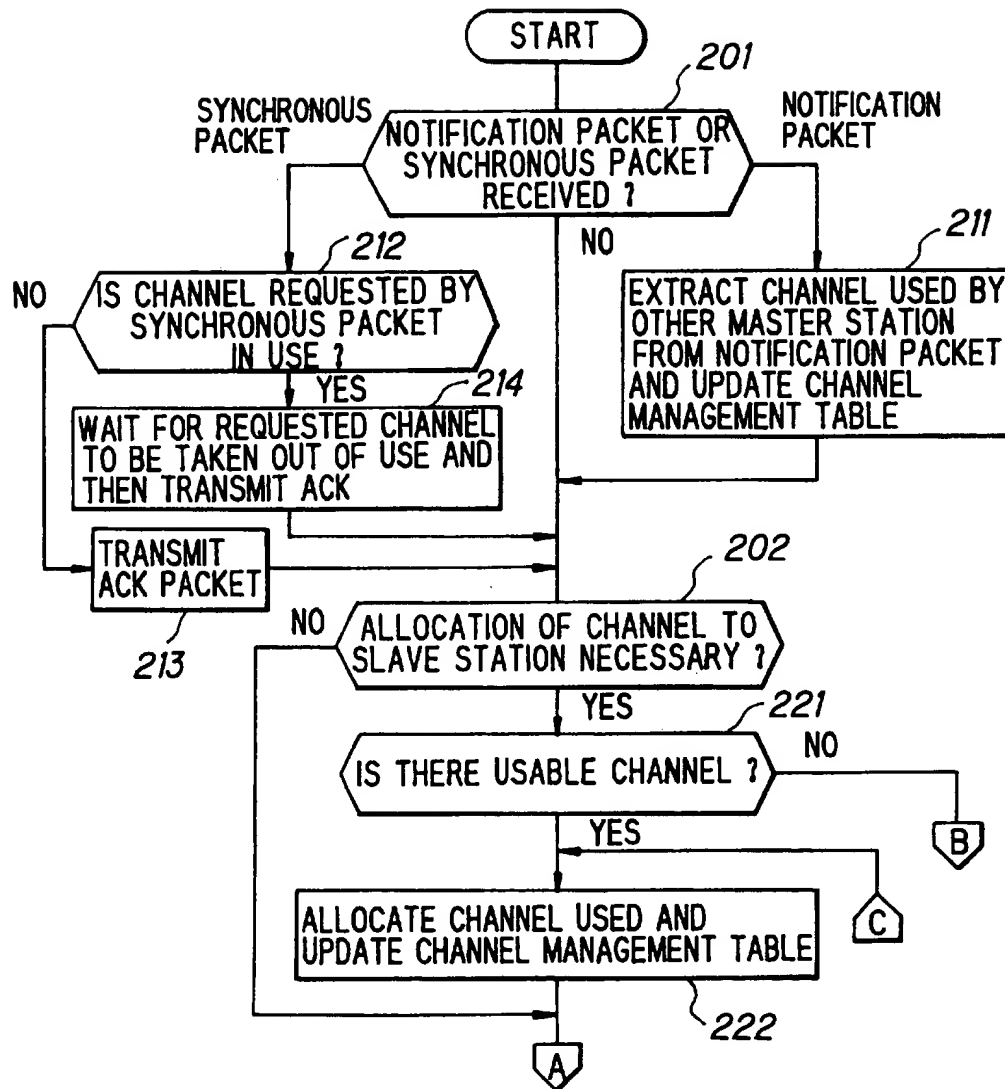 START
201
SYNCHRONOUS
PACKET
NOTIFICATION PACKET OR
SYNCHRONOUS PACKET
RECEIVED ?
NOTIFICATION
PACKET
NO
212
NO
IS CHANNEL REQUESTED BY
SYNCHRONOUS PACKET
IN USE ?
YES
211
EXTRACT CHANNEL USED BY
OTHER MASTER STATION
FROM NOTIFICATION PACKET
AND UPDATE CHANNEL
MANAGEMENT TABLE
214
WAIT FOR REQUESTED CHANNEL
TO BE TAKEN OUT OF USE AND
THEN TRANSMIT ACK
TRANSMIT
ACK PACKET
213
202
NO
ALLOCATION OF CHANNEL TO
SLAVE STATION NECESSARY ?
YES
221
IS THERE USABLE CHANNEL ?
NO
YES
B
C
ALLOCATE CHANNEL USED AND
UPDATE CHANNEL MANAGEMENT TABLE
222
A